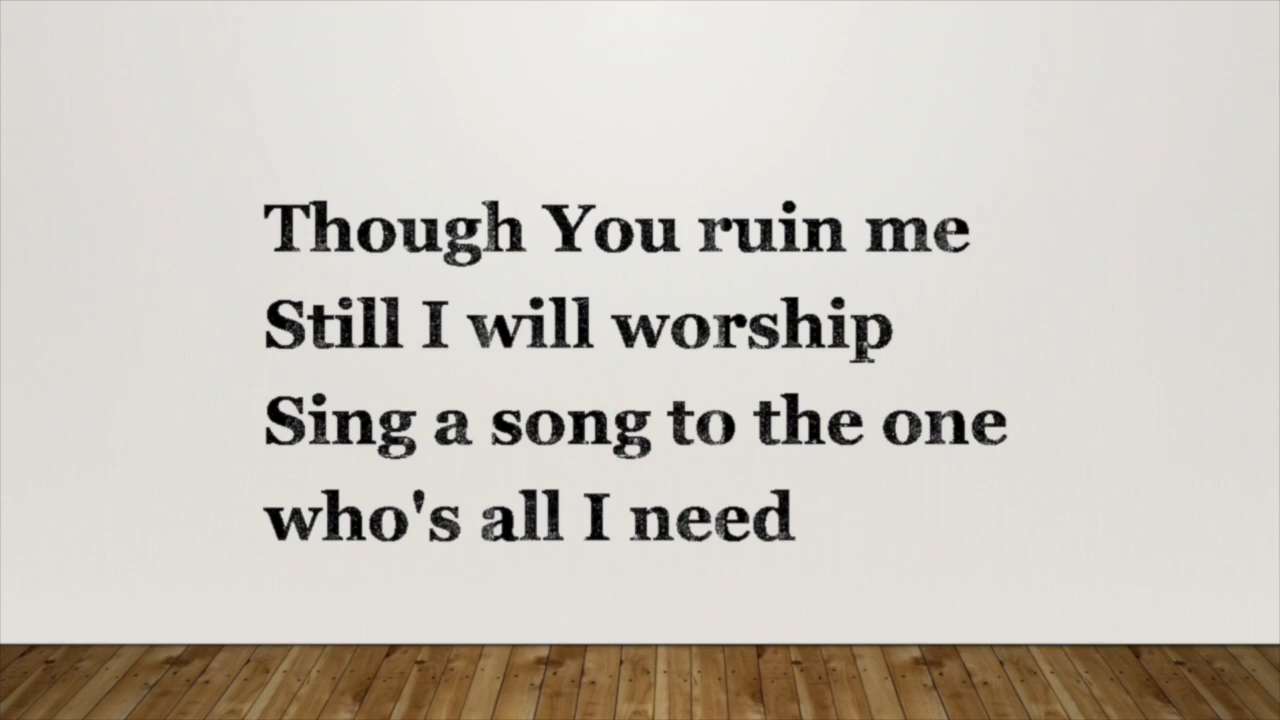 Though You ruin me
Still I will worship
Sing a song to the one
who's all I need